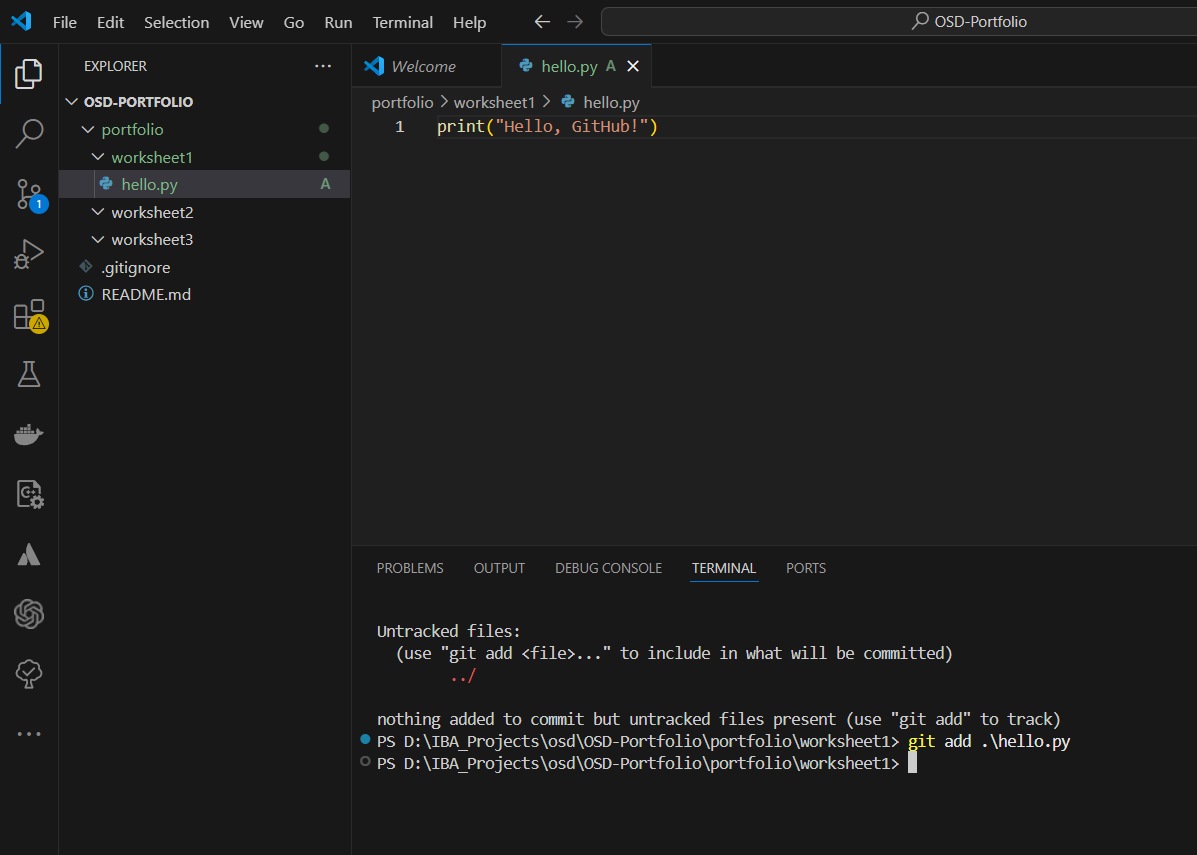 File Edit Selection View Go Run Terminal Help OSD-Portfolio
EXPLORER
OSD-PORTFOLIO
portfolio
worksheet1
hello.py A
worksheet2
worksheet3
.gitignore
README.md
1
Welcome hello.py A
portfolio > worksheet1 > hello.py
1 print("Hello, GitHub!")
PROBLEMS OUTPUT DEBUG CONSOLE TERMINAL PORTS
Untracked files:
(use "git add <file>..." to include in what will be committed)
../
nothing added to commit but untracked files present (use "git add" to track)
PS D:\IBA_Projects\osd\OSD-Portfolio\portfolio\worksheet1> git add .\hello.py
PS D:\IBA_Projects\osd\OSD-Portfolio\portfolio\worksheet1>